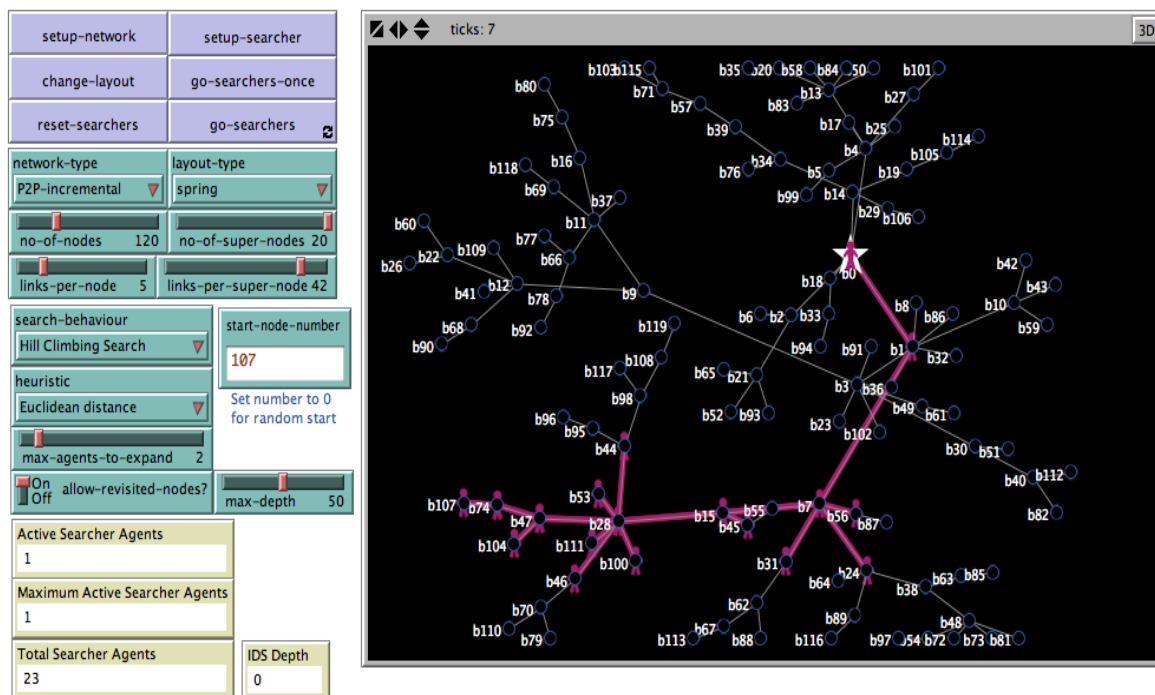 setup-network
setup-searcher
change-layout
go-searchers-once
reset-searchers
go-searchers
network-type
P2P-incremental
layout-type
spring
no-of-nodes 120
no-of-super-nodes 20
links-per-node 5
links-per-super-node 42
search-behaviour
Hill Climbing Search
heuristic
Euclidean distance
max-agents-to-expand 2
start-node-number
107
Set number to 0
for random start
On
Off
allow-revisited-nodes?
max-depth 50
Active Searcher Agents
1
Maximum Active Searcher Agents
1
Total Searcher Agents
23
IDS Depth
0
ticks: 7
3D
b103 b115
b35
b20
b58
b84
b50
b101
b80
b71
b13
b27
b57
b83
b75
b39
b17
b25
b114
b4
b105
b118
b16
b34
b76
b5
b19
b69
b37
b99
b14
b29
b106
b60
b11
b77
b109
b22
b66
b0
b42
b26
b12
b18
b43
b41
b78
b9
b8
b10
b6
b2
b33
b86
b59
b68
b92
b119
b90
b94
b91
b1
b32
b108
b117
b65
b21
b3
b36
b98
b49
b61
b96
b52
b93
b23
b95
b102
b44
b30
b51
b40
b112
b53
b107
b74
b47
b28
b15
b55
b7
b56
b87
b82
b45
b104
b111
b100
b31
b46
b24
b64
b63
b85
b38
b70
b62
b89
b48
b110
b79
b67
b113
b88
b116
b97
b54
b72
b73
b81